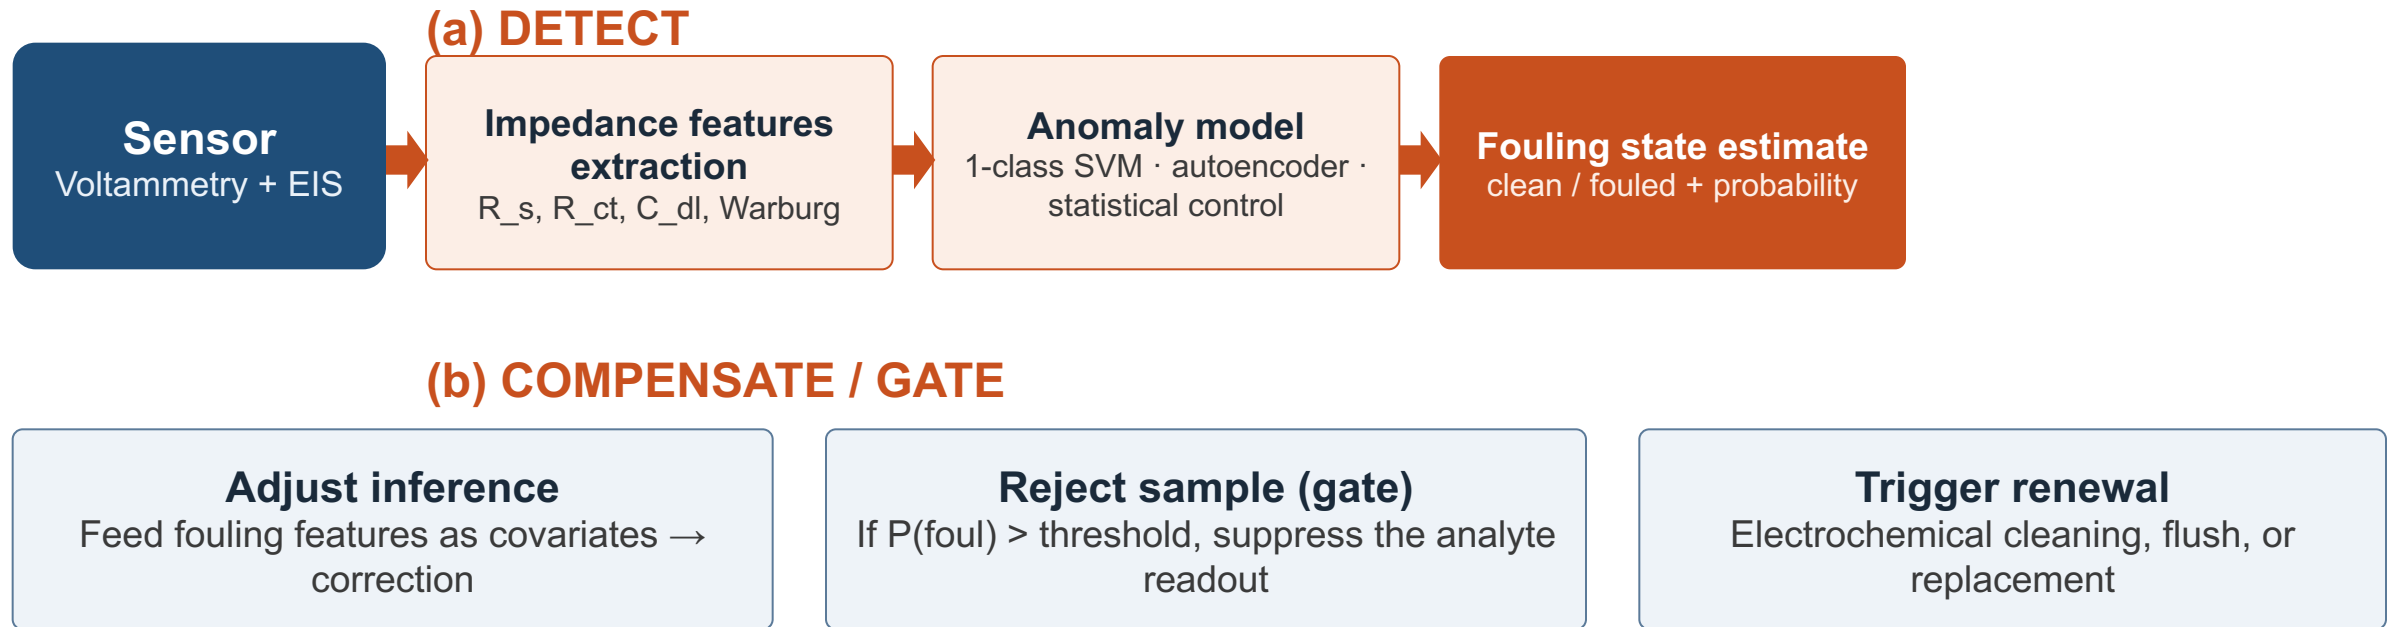 (a) DETECT
Sensor
Voltammetry + EIS
Impedance features
extraction
R_s, R_ct, C_dl, Warburg
Anomaly model
1-class SVM · autoencoder ·
statistical control
Fouling state estimate
clean / fouled + probability
(b) COMPENSATE / GATE
Adjust inference
Feed fouling features as covariates →
correction
Reject sample (gate)
If P(foul) > threshold, suppress the analyte
readout
Trigger renewal
Electrochemical cleaning, flush, or
replacement